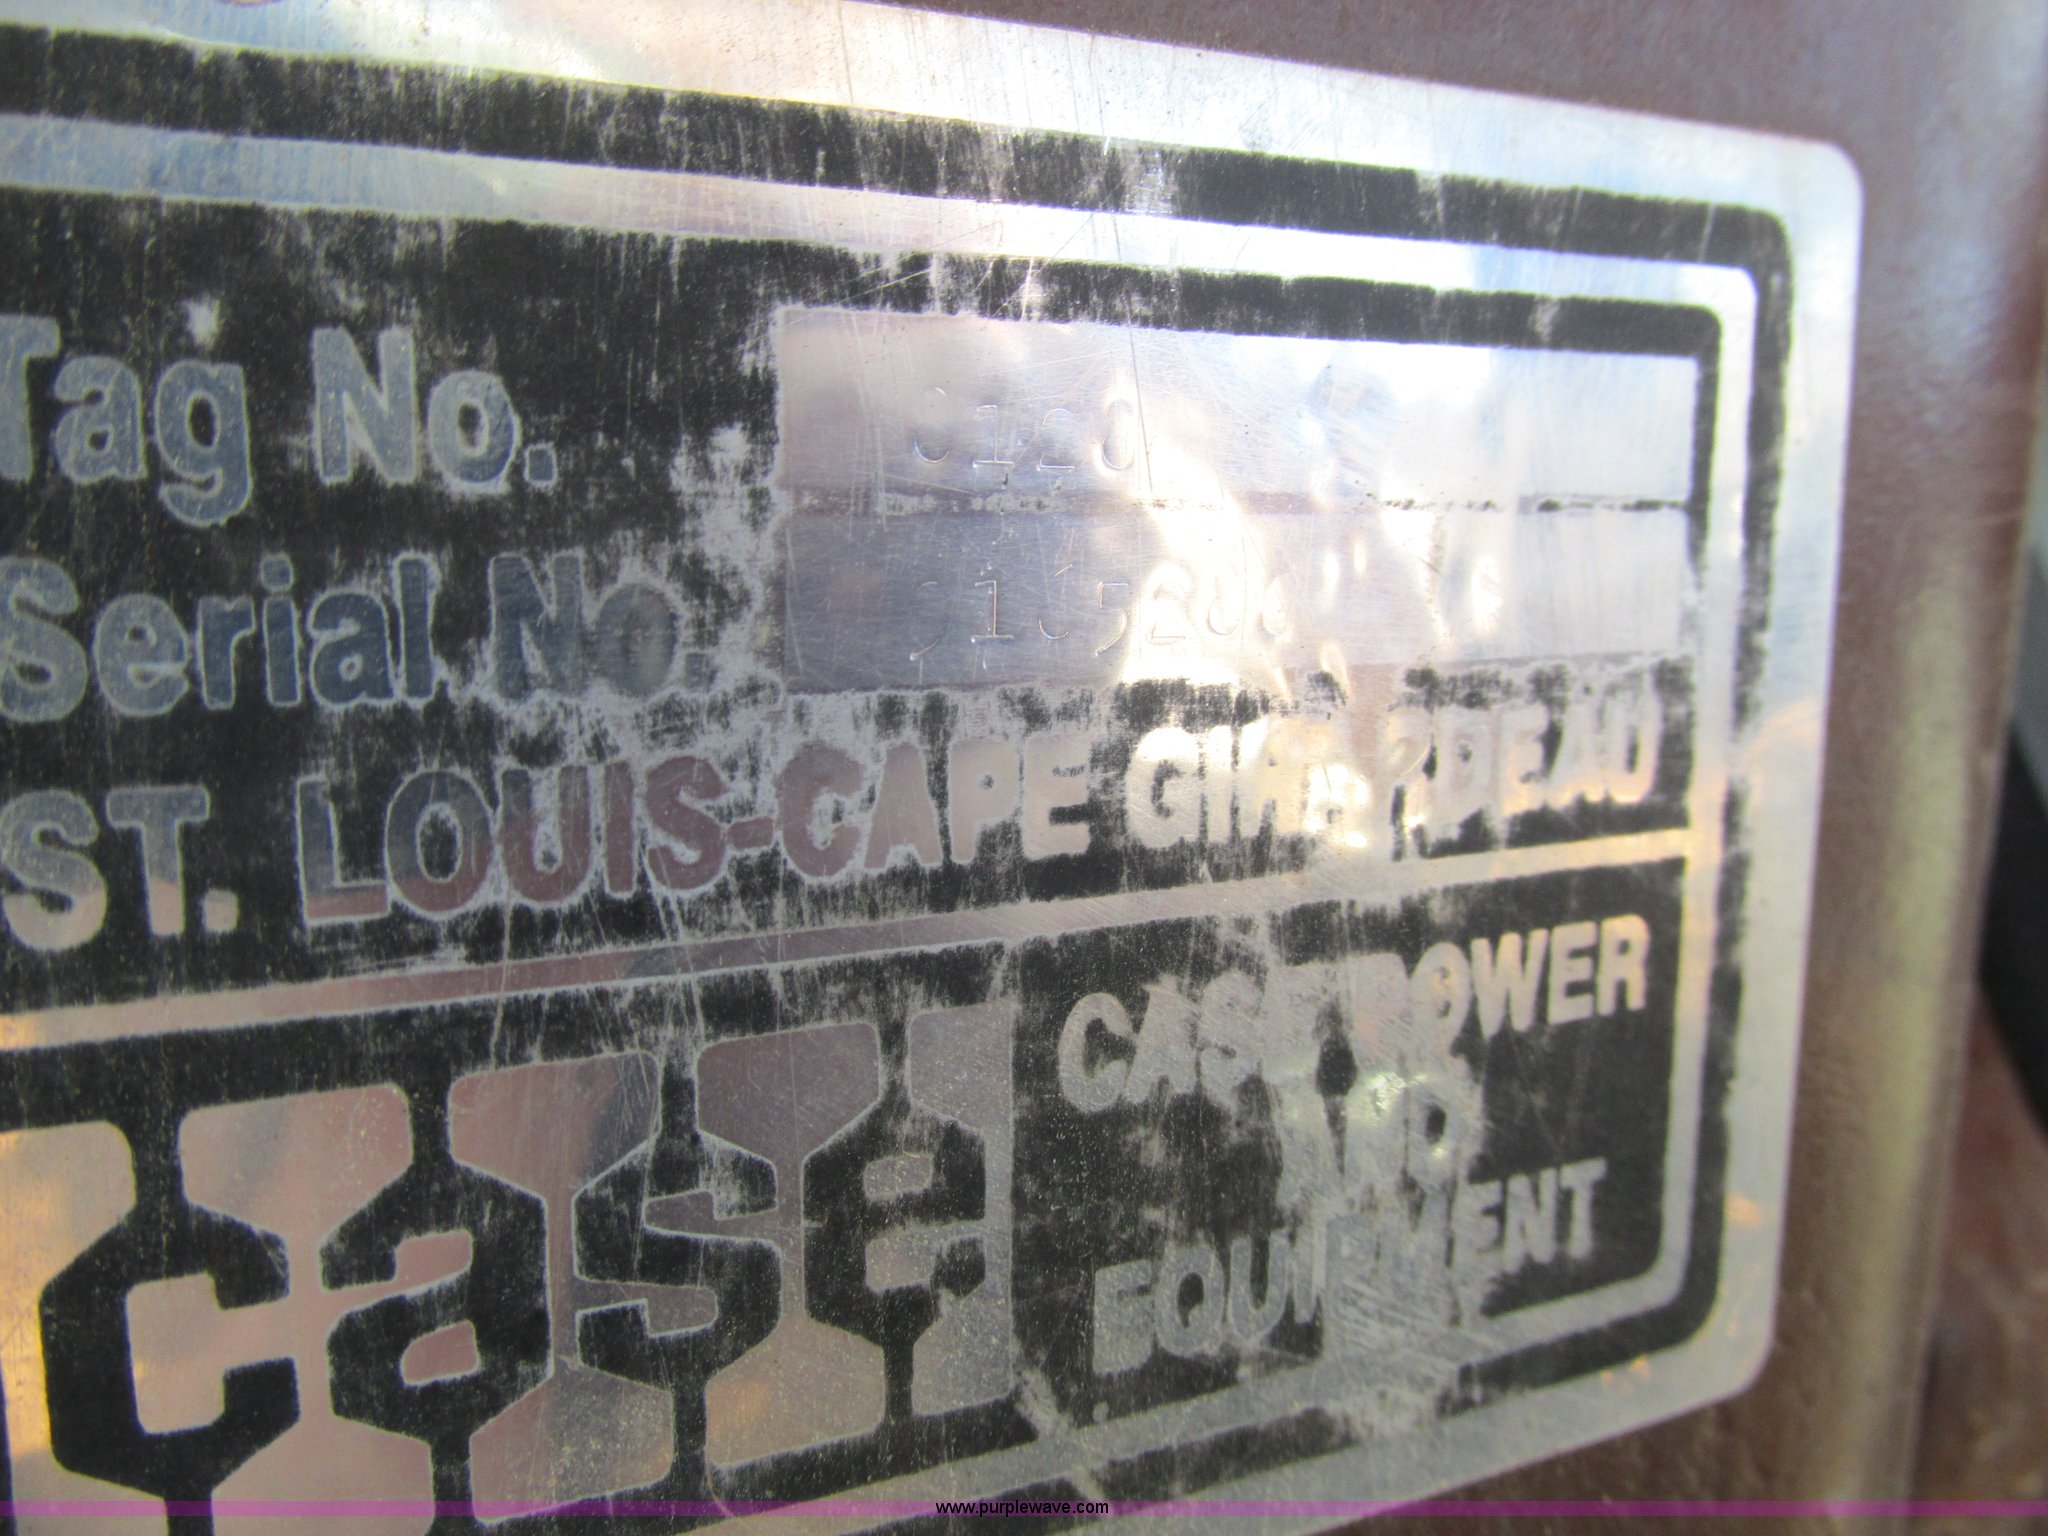 Tag No.
Serial No.
ST. LOUIS-CAPE GIRARDEAU
case
CASE POWER
AND
EQUIPMENT
www.purplewave.com